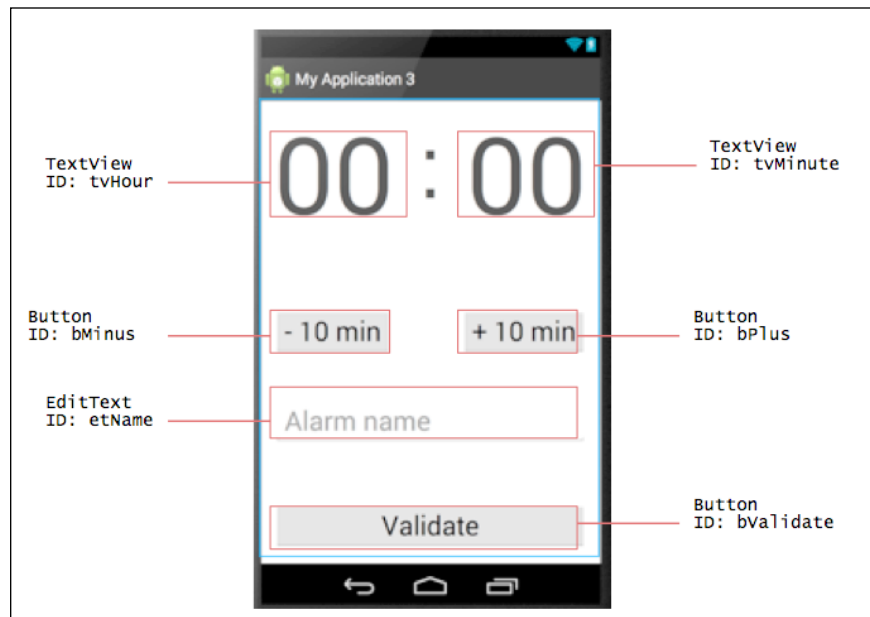 My Application 3
TextView
ID: tvHour
00 : 00
TextView
ID: tvMinute
Button
ID: bMinus
- 10 min
+ 10 min
Button
ID: bPlus
EditText
ID: etName
Alarm name
Validate
Button
ID: bValidate